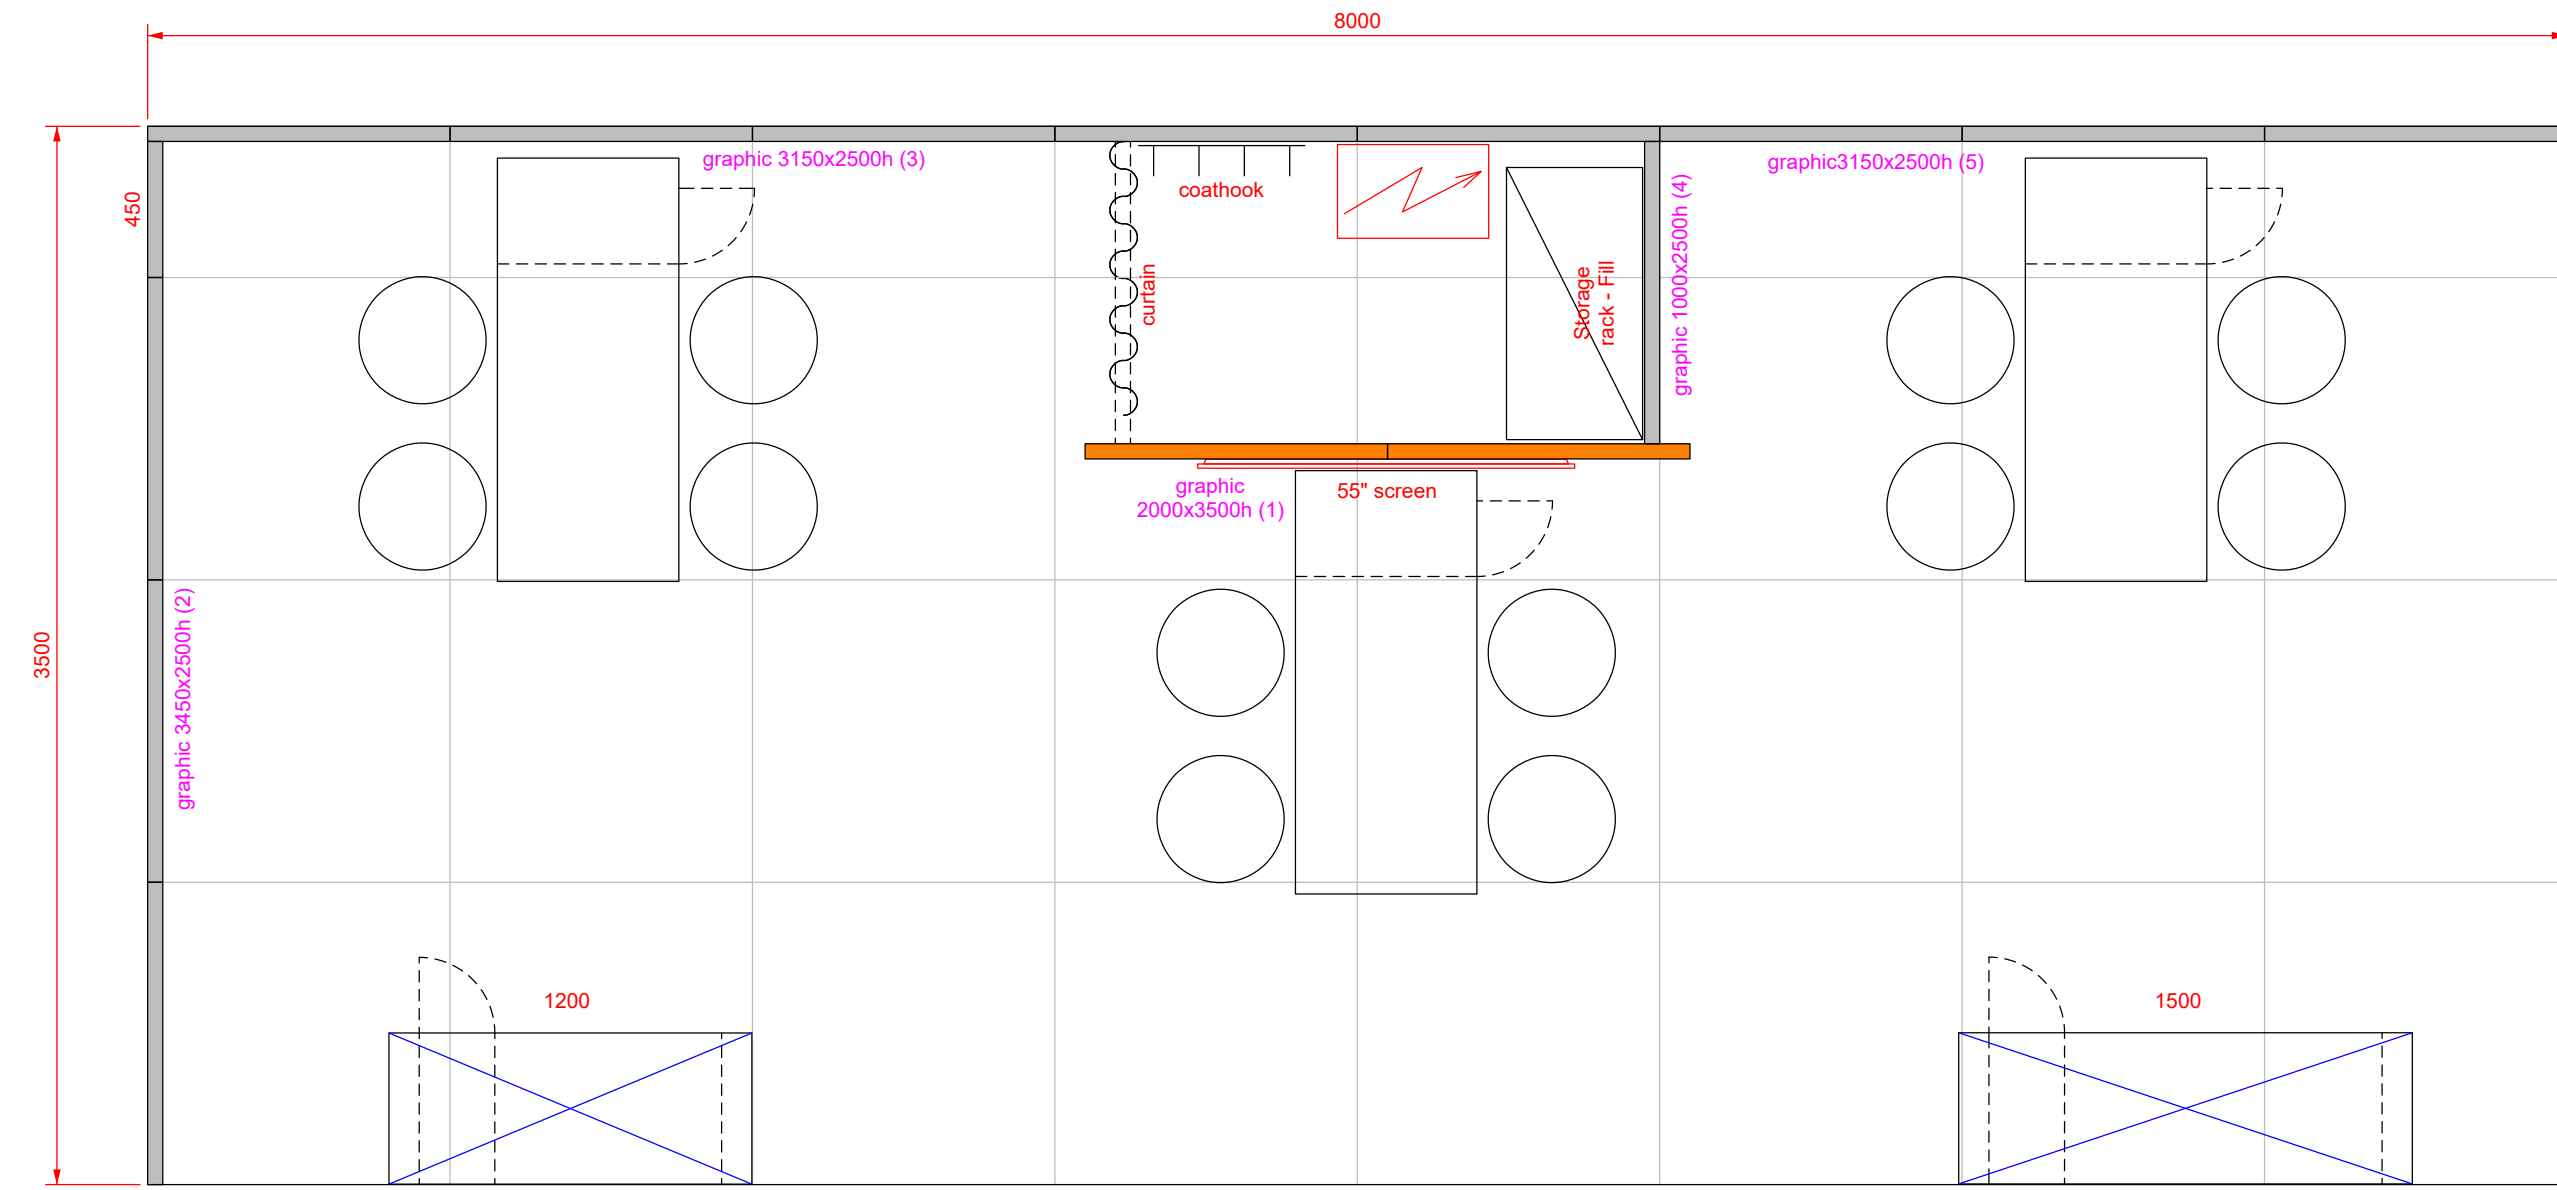 8000
graphic 3150x2500h (3)
graphic3150x2500h (5)
450
coathook
graphic 1000x2500h (4)
curtain
Storage
rack - Fill
graphic
2000x3500h (1)
55" screen
3500
graphic 3450x2500h (2)
1200
1500